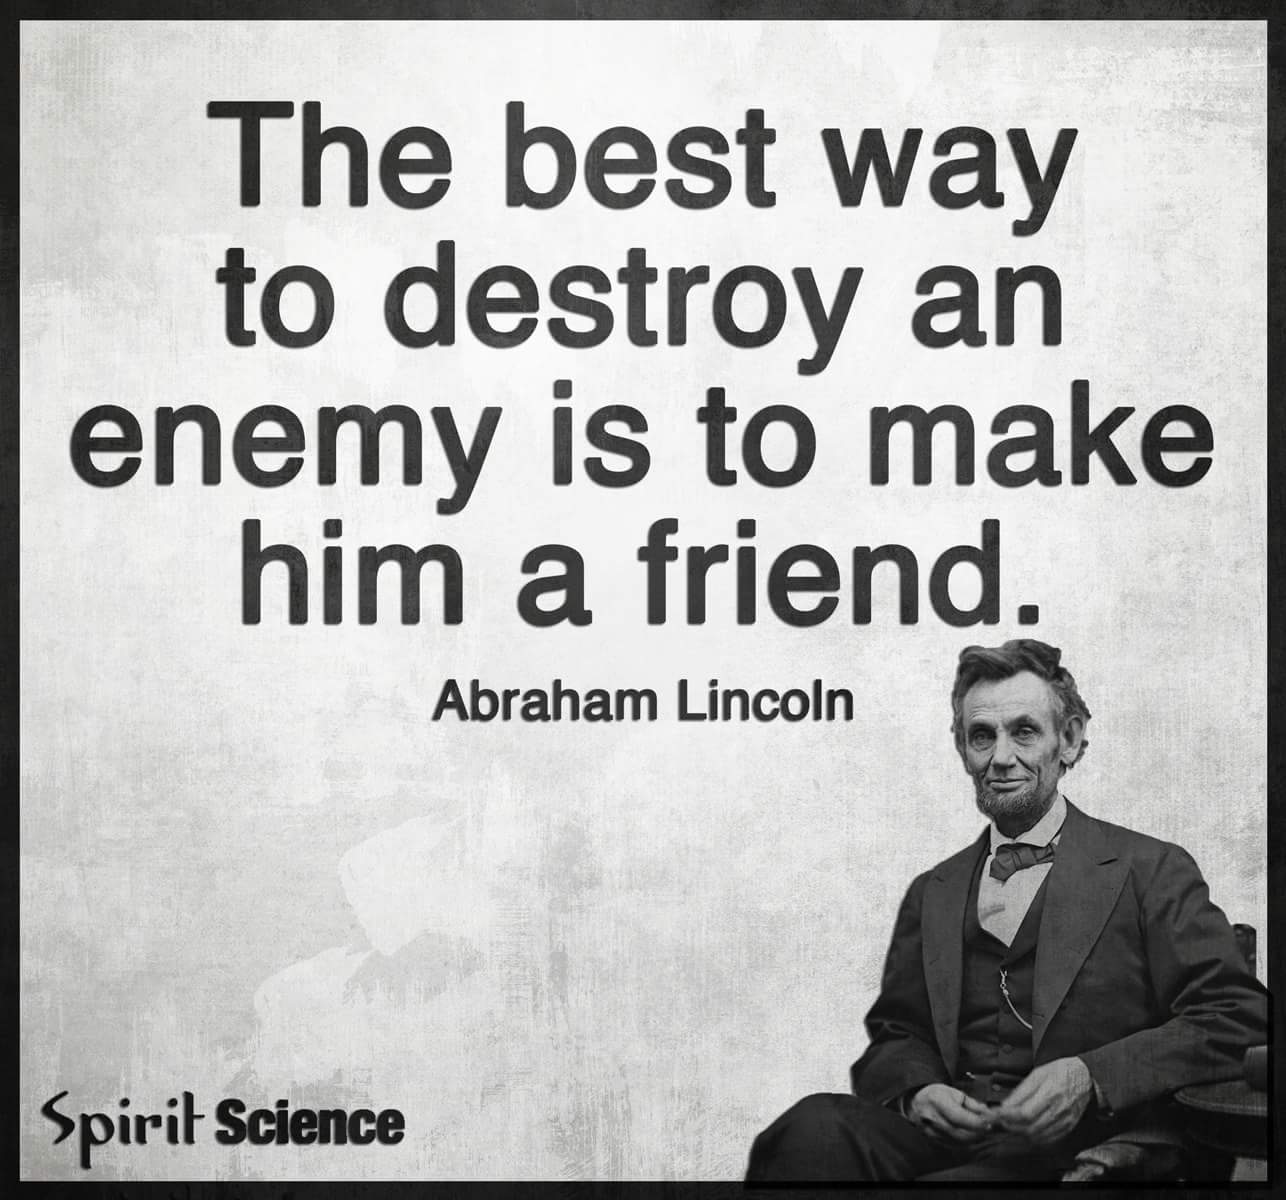 The best way
to destroy an
enemy is to make
him a friend.
Abraham Lincoln
Spirit Science